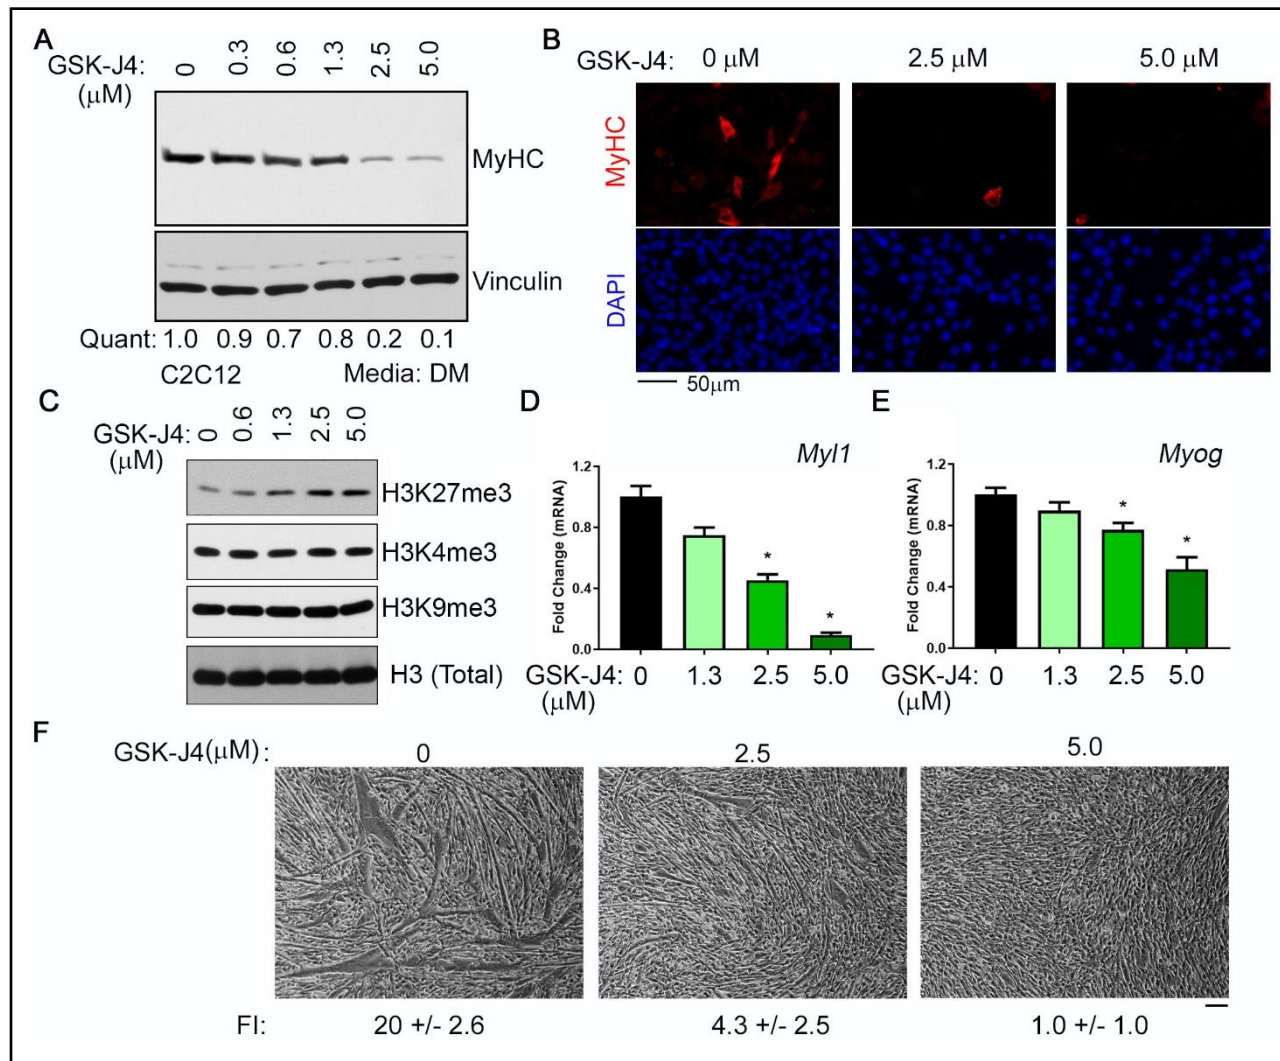 A
GSK-J4: 0 0.3 0.6 1.3 2.5 5.0
(μM)
MyHC
Vinculin
Quant: 1.0 0.9 0.7 0.8 0.2 0.1
C2C12 Media: DM
B
GSK-J4: 0 μM 2.5 μM 5.0 μM
MyHC
DAPI
50μm
C
GSK-J4: 0 0.6 1.3 2.5 5.0
(μM)
H3K27me3
H3K4me3
H3K9me3
H3 (Total)
D
Myl1
Fold Change (mRNA)
1.2
0.8
0.4
0.0
* *
GSK-J4: 0 1.3 2.5 5.0
(μM)
E
Myog
Fold Change (mRNA)
1.2
0.8
0.4
0.0
* *
GSK-J4: 0 1.3 2.5 5.0
(μM)
F
GSK-J4(μM): 0 2.5 5.0
FI: 20 +/- 2.6 4.3 +/- 2.5 1.0 +/- 1.0